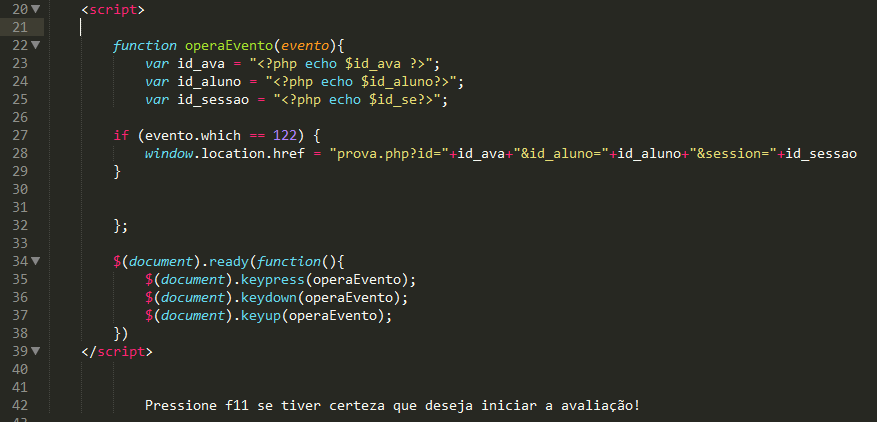 20 <script>
21
22 function operaEvento(evento){
23 var id_ava = "<?php echo $id_ava ?>";
24 var id_aluno = "<?php echo $id_aluno?>";
25 var id_sessao = "<?php echo $id_se?>";
26
27 if (evento.which == 122) {
28 window.location.href = "prova.php?id="+id_ava+"&id_aluno="+id_aluno+"&session="+id_sessao
29 }
30
31
32 };
33
34 $(document).ready(function(){
35 $(document).keypress(operaEvento);
36 $(document).keydown(operaEvento);
37 $(document).keyup(operaEvento);
38 })
39 </script>
40
41
42 Pressione f11 se tiver certeza que deseja iniciar a avaliação!